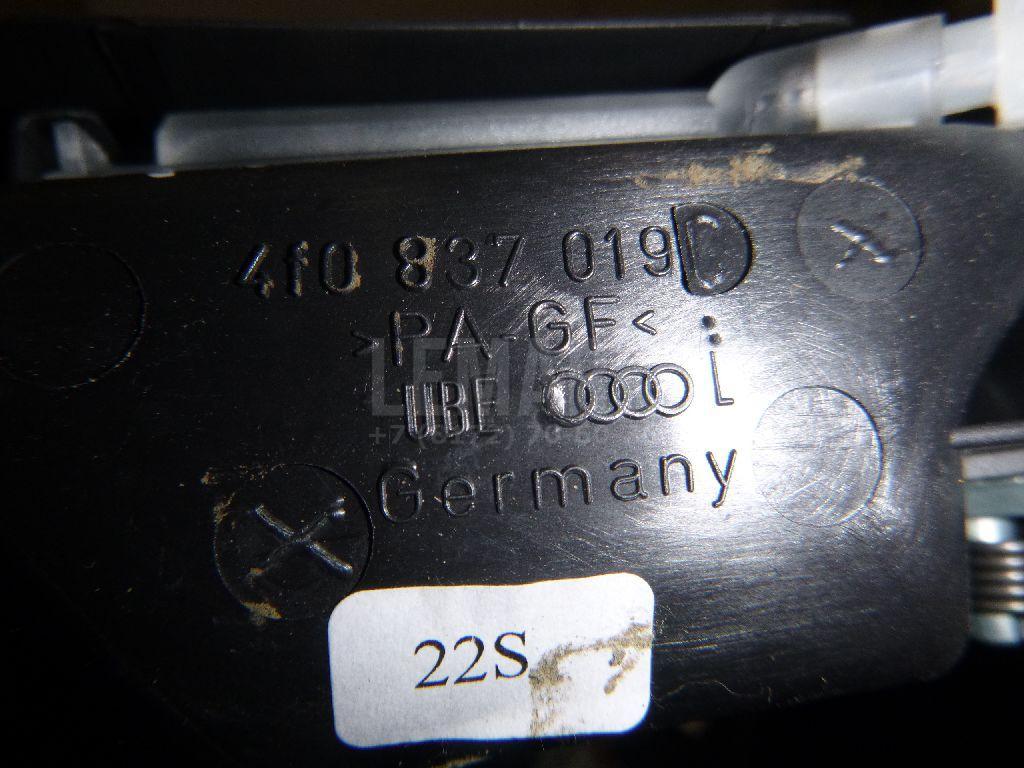 4f0 837 019 C
>PA-GF<
UBE
Germany
22S